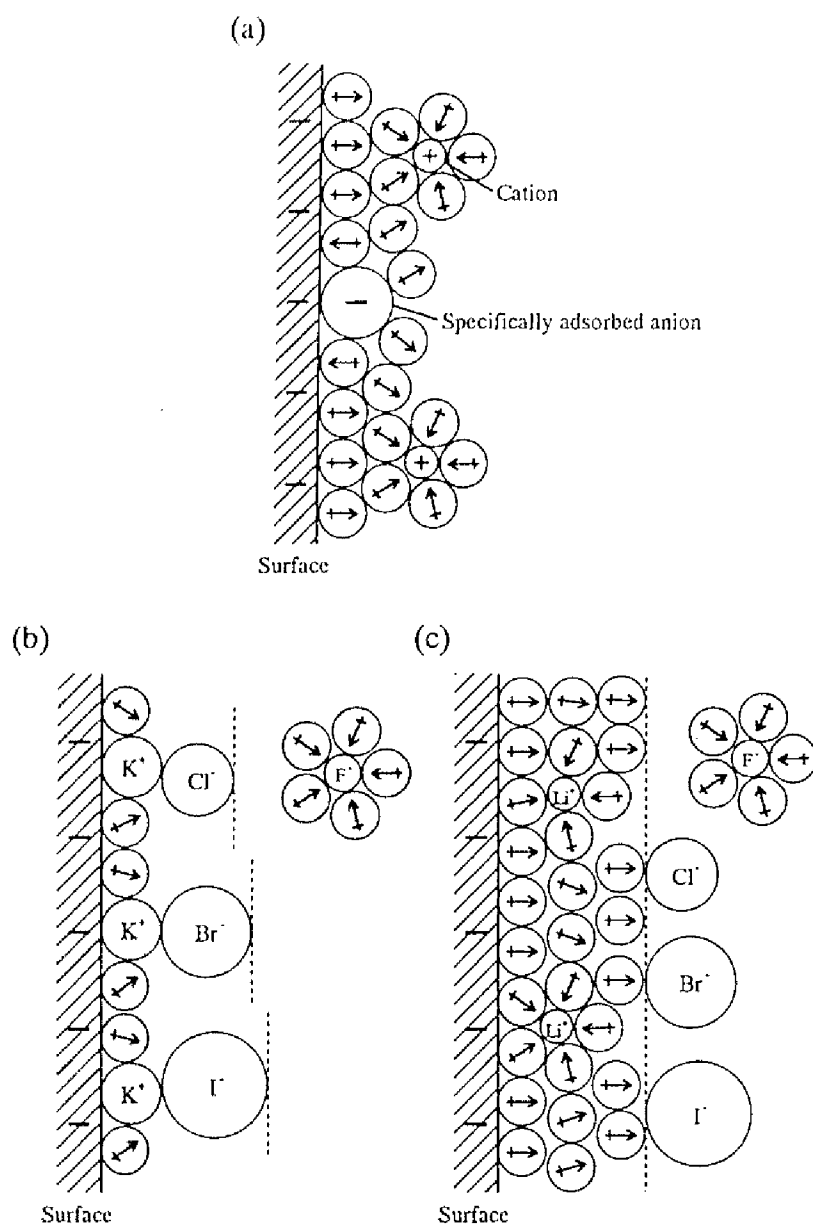 (a)
+
Cation
−
Specifically adsorbed anion
+
Surface
(b)
(c)
K⁺
Cl⁻
F⁻
Li⁺
F⁻
Cl⁻
K⁺
Br⁻
Br⁻
Li⁺
K⁺
I⁻
I⁻
Surface
Surface